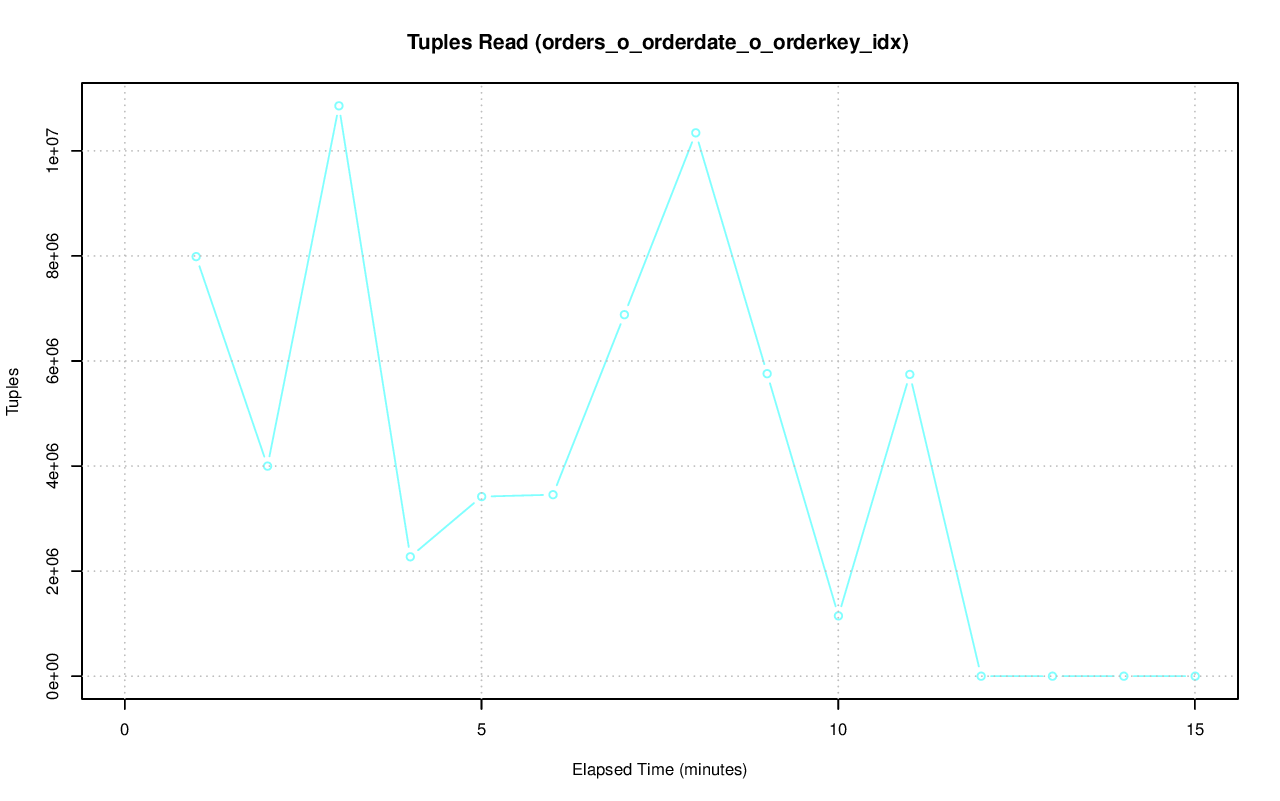 Tuples Read (orders_o_orderdate_o_orderkey_idx)
1e+07
8e+06
6e+06
4e+06
2e+06
0e+00
Tuples
0 5 10 15
Elapsed Time (minutes)